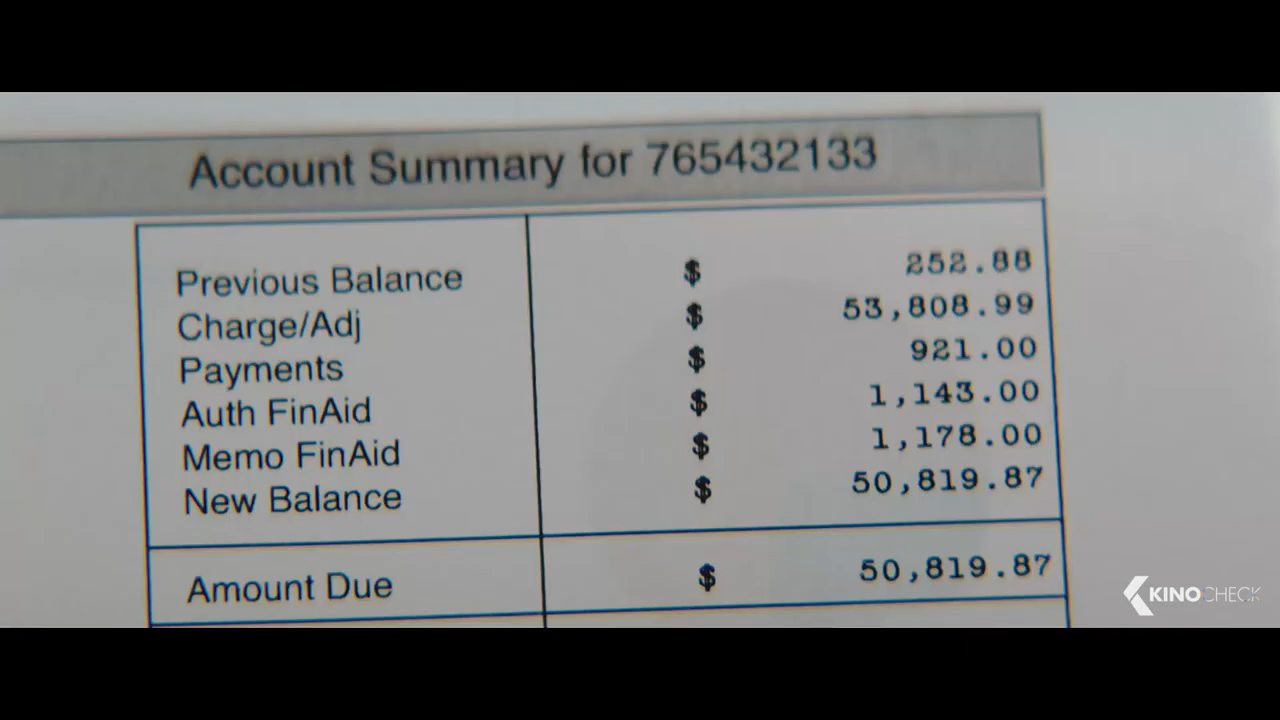 Account Summary for 765432133
Previous Balance $ 252.88
Charge/Adj $ 53,808.99
Payments $ 921.00
Auth FinAid $ 1,143.00
Memo FinAid $ 1,178.00
New Balance $ 50,819.87
Amount Due $ 50,819.87
KINOCHECK